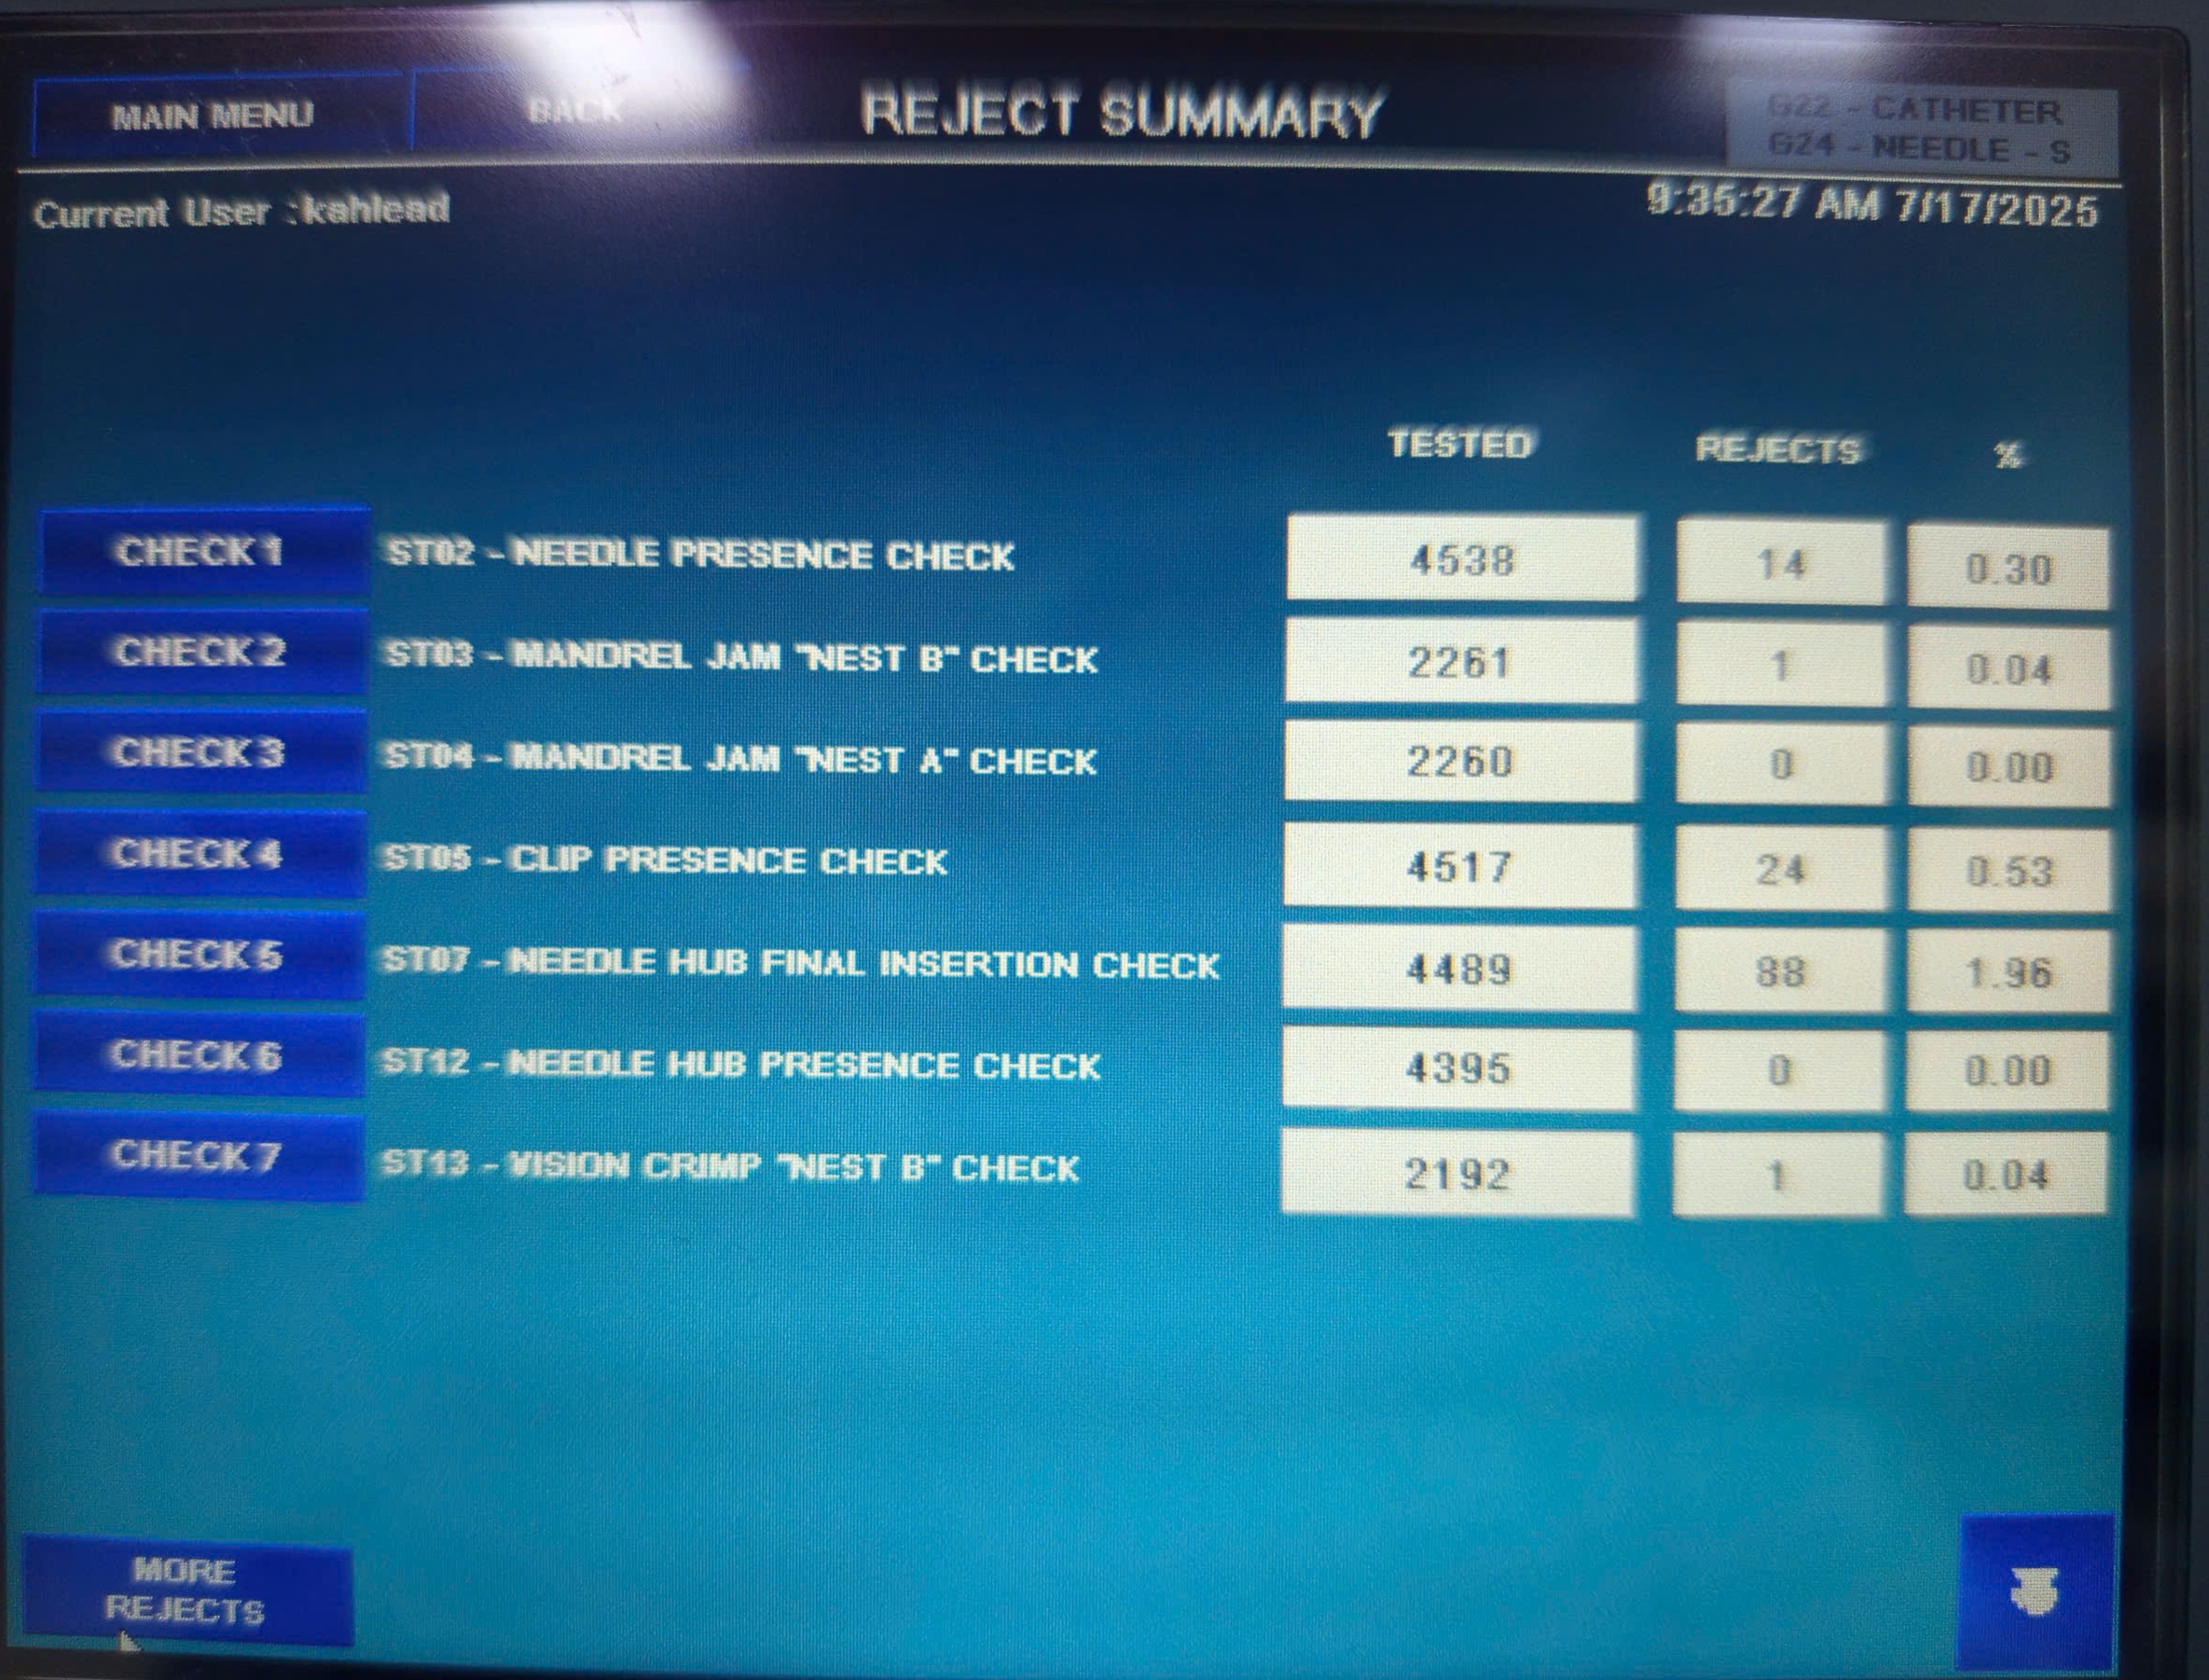 MAIN MENU BACK REJECT SUMMARY G22 - CATHETER
G24 - NEEDLE - S
Current User :kahlead 9:35:27 AM 7/17/2025
TESTED REJECTS %
CHECK 1 ST02 - NEEDLE PRESENCE CHECK 4538 14 0.30
CHECK 2 ST03 - MANDREL JAM "NEST B" CHECK 2261 1 0.04
CHECK 3 ST04 - MANDREL JAM "NEST A" CHECK 2260 0 0.00
CHECK 4 ST05 - CLIP PRESENCE CHECK 4517 24 0.53
CHECK 5 ST07 - NEEDLE HUB FINAL INSERTION CHECK 4489 88 1.96
CHECK 6 ST12 - NEEDLE HUB PRESENCE CHECK 4395 0 0.00
CHECK 7 ST13 - VISION CRIMP "NEST B" CHECK 2192 1 0.04
MORE
REJECTS